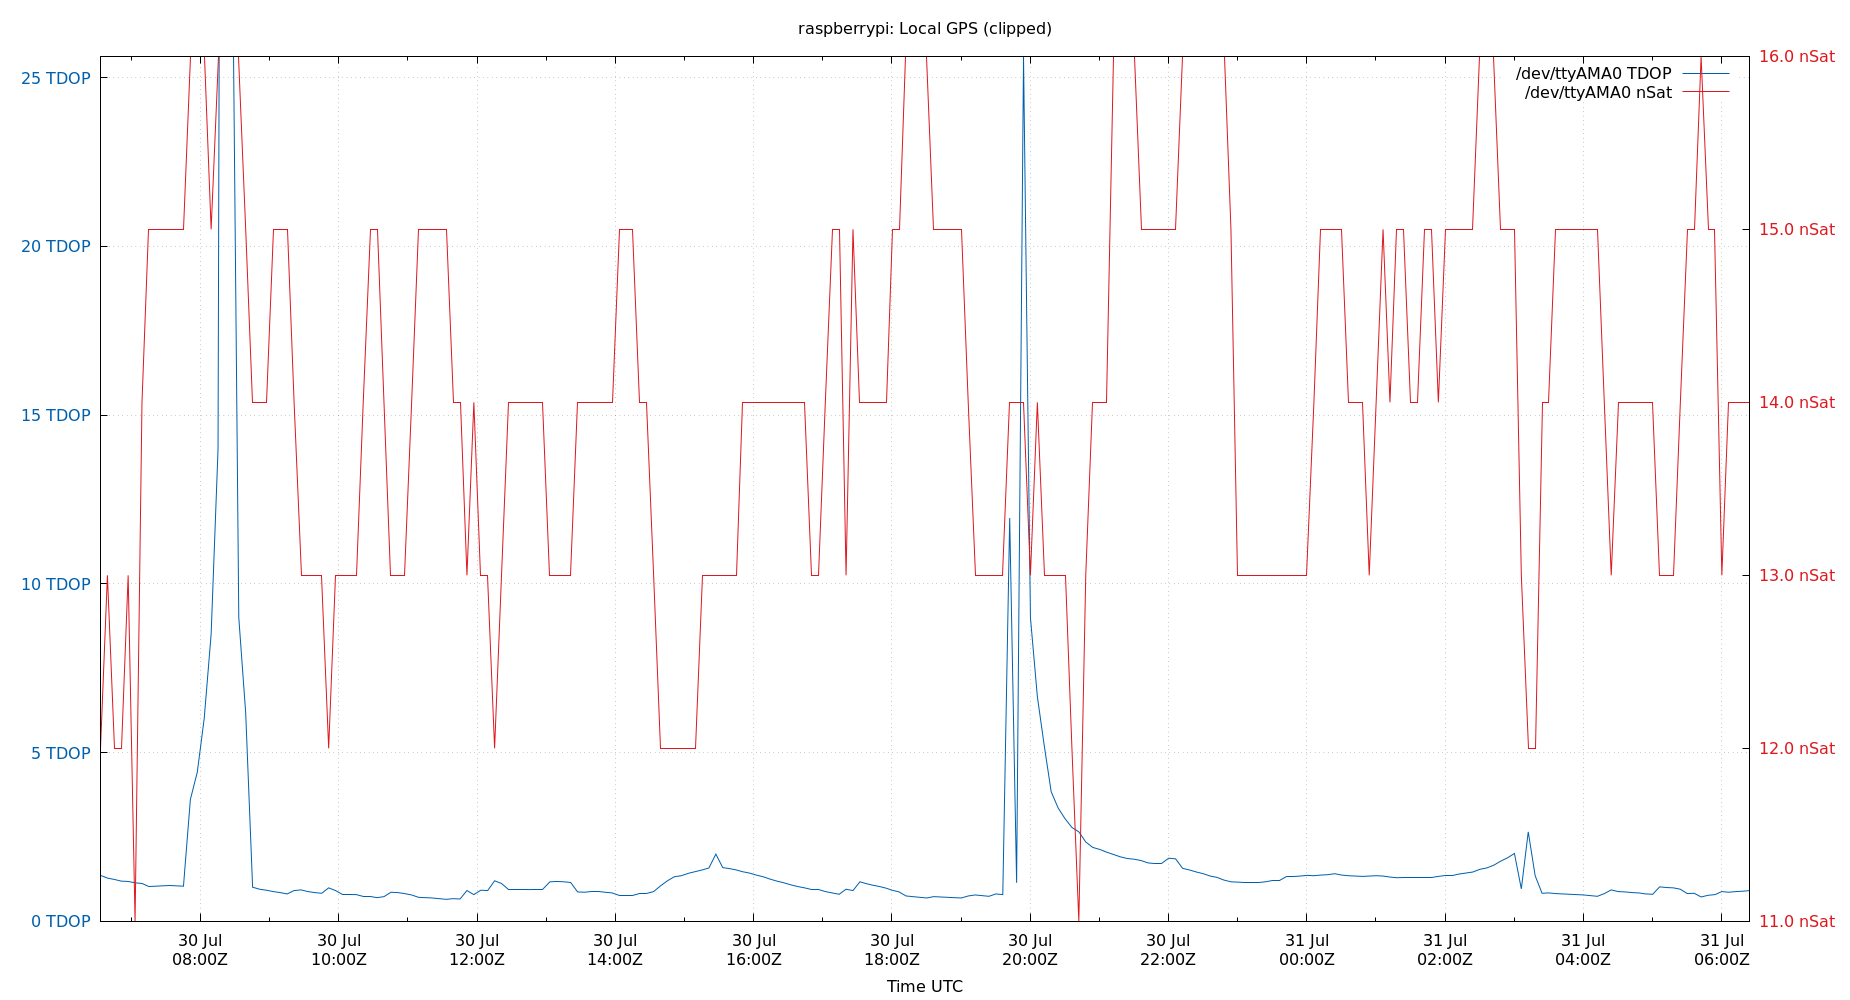 raspberrypi: Local GPS (clipped)
25 TDOP
20 TDOP
15 TDOP
10 TDOP
5 TDOP
0 TDOP
16.0 nSat
15.0 nSat
14.0 nSat
13.0 nSat
12.0 nSat
11.0 nSat
/dev/ttyAMA0 TDOP
/dev/ttyAMA0 nSat
30 Jul 30 Jul 30 Jul 30 Jul 30 Jul 30 Jul 30 Jul 30 Jul 31 Jul 31 Jul 31 Jul 31 Jul
08:00Z 10:00Z 12:00Z 14:00Z 16:00Z 18:00Z 20:00Z 22:00Z 00:00Z 02:00Z 04:00Z 06:00Z
Time UTC